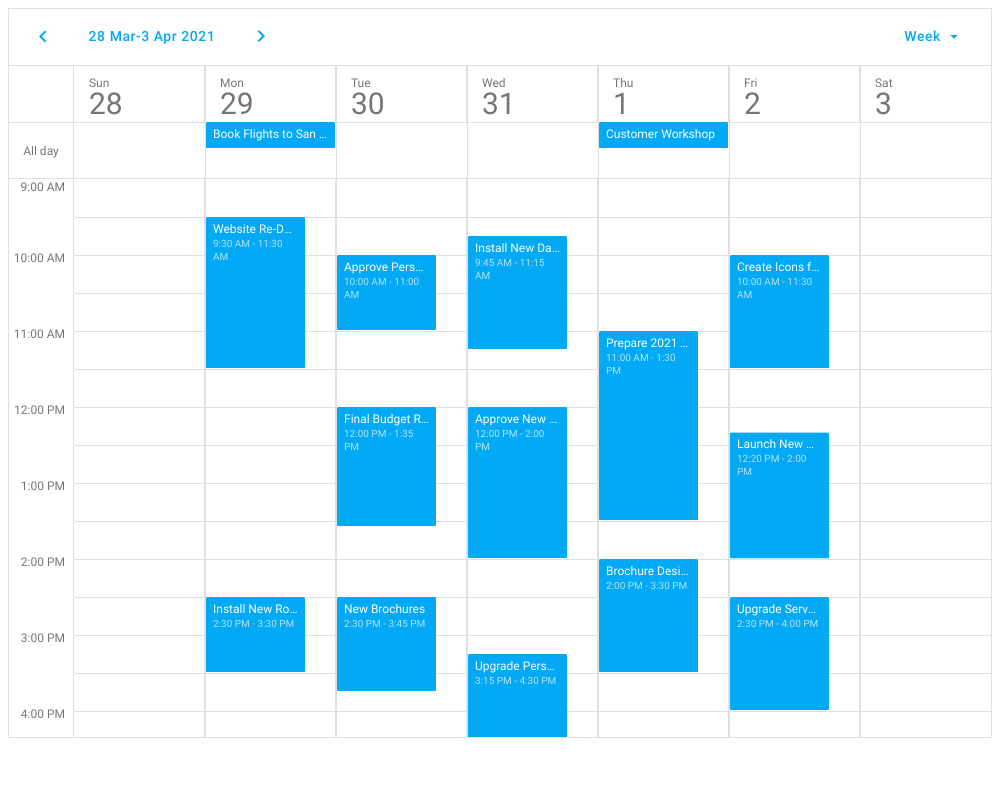 28 Mar-3 Apr 2021
Week
Sun
28
Mon
29
Tue
30
Wed
31
Thu
1
Fri
2
Sat
3
All day
Book Flights to San ...
Customer Workshop
9:00 AM
10:00 AM
11:00 AM
12:00 PM
1:00 PM
2:00 PM
3:00 PM
4:00 PM
Website Re-D...
9:30 AM - 11:30
AM
Install New Ro...
2:30 PM - 3:30 PM
Approve Pers...
10:00 AM - 11:00
AM
Final Budget R...
12:00 PM - 1:35
PM
New Brochures
2:30 PM - 3:45 PM
Install New Da...
9:45 AM - 11:15
AM
Approve New ...
12:00 PM - 2:00
PM
Upgrade Pers...
3:15 PM - 4:30 PM
Prepare 2021 ...
11:00 AM - 1:30
PM
Brochure Desi...
2:00 PM - 3:30 PM
Create Icons f...
10:00 AM - 11:30
AM
Launch New ...
12:20 PM - 2:00
PM
Upgrade Serv...
2:30 PM - 4:00 PM